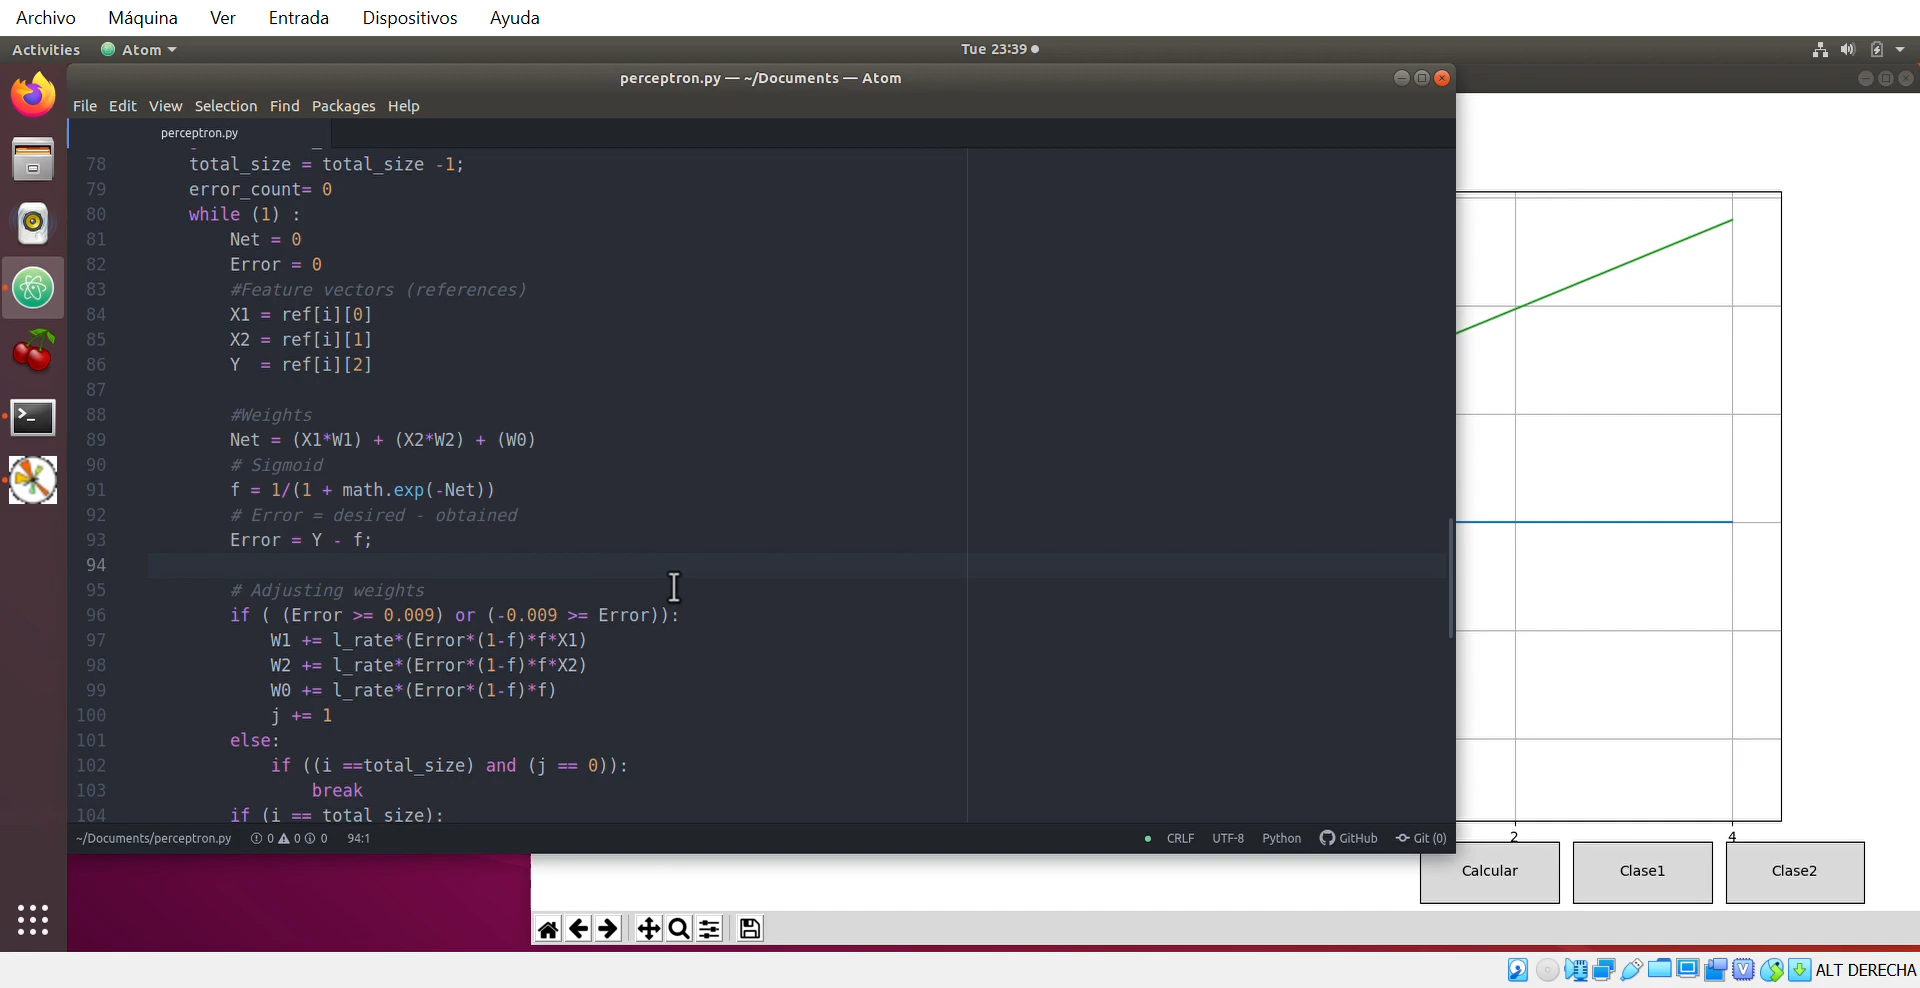 Archivo Máquina Ver Entrada Dispositivos Ayuda
Activities Atom Tue 23:39
perceptron.py — ~/Documents — Atom
File Edit View Selection Find Packages Help
perceptron.py
78 total_size = total_size -1;
79 error_count= 0
80 while (1) :
81 Net = 0
82 Error = 0
83 #Feature vectors (references)
84 X1 = ref[i][0]
85 X2 = ref[i][1]
86 Y  = ref[i][2]
87
88 #Weights
89 Net = (X1*W1) + (X2*W2) + (W0)
90 # Sigmoid
91 f = 1/(1 + math.exp(-Net))
92 # Error = desired - obtained
93 Error = Y - f;
94
95 # Adjusting weights
96 if ( (Error >= 0.009) or (-0.009 >= Error)):
97 W1 += l_rate*(Error*(1-f)*f*X1)
98 W2 += l_rate*(Error*(1-f)*f*X2)
99 W0 += l_rate*(Error*(1-f)*f)
100 j += 1
101 else:
102 if ((i ==total_size) and (j == 0)):
103 break
104 if (i == total_size):
~/Documents/perceptron.py 0 0 0 94:1 CRLF UTF-8 Python GitHub Git (0)
2 4
Calcular Clase1 Clase2
ALT DERECHA